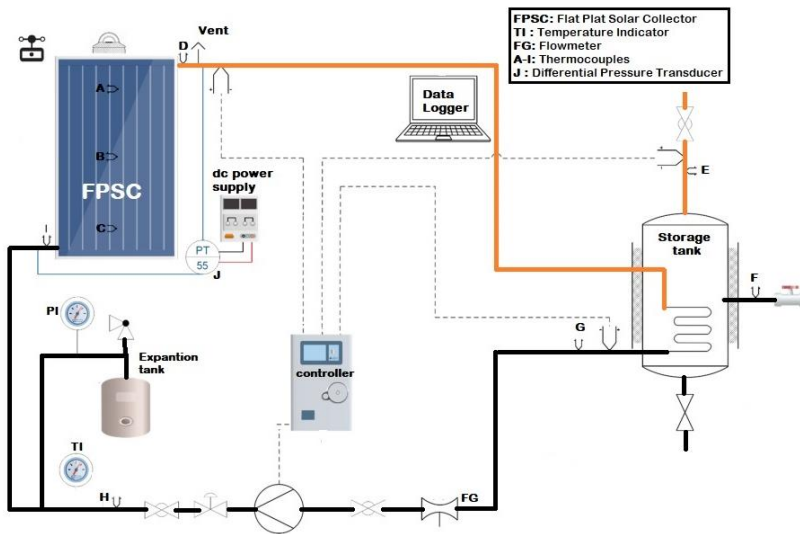 FPSC: Flat Plat Solar Collector
TI : Temperature Indicator
FG: Flowmeter
A-I: Thermocouples
J : Differential Pressure Transducer
D
Vent
A
B
FPSC
C
I
Data
Logger
dc power
supply
PT
55
J
E
Storage
tank
F
G
PI
Expantion
tank
controller
TI
H
FG